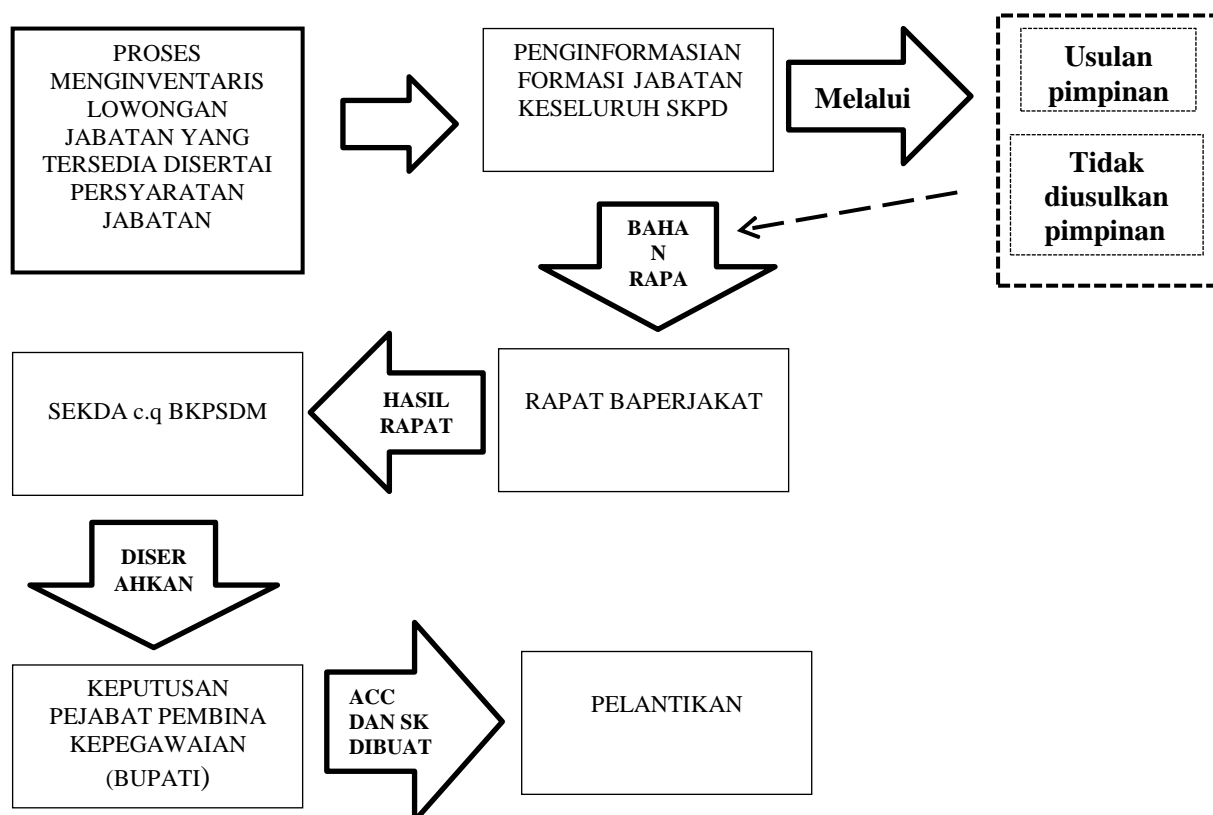 PROSES
MENGINVENTARIS
LOWONGAN
JABATAN YANG
TERSEDIA DISERTAI
PERSYARATAN
JABATAN
PENGINFORMASIAN
FORMASI JABATAN
KESELURUH SKPD
Melalui
Usulan
pimpinan
Tidak
diusulkan
pimpinan
BAHA
N
RAPA
RAPAT BAPERJAKAT
HASIL
RAPAT
SEKDA c.q BKPSDM
DISER
AHKAN
KEPUTUSAN
PEJABAT PEMBINA
KEPEGAWAIAN
(BUPATI)
ACC
DAN SK
DIBUAT
PELANTIKAN